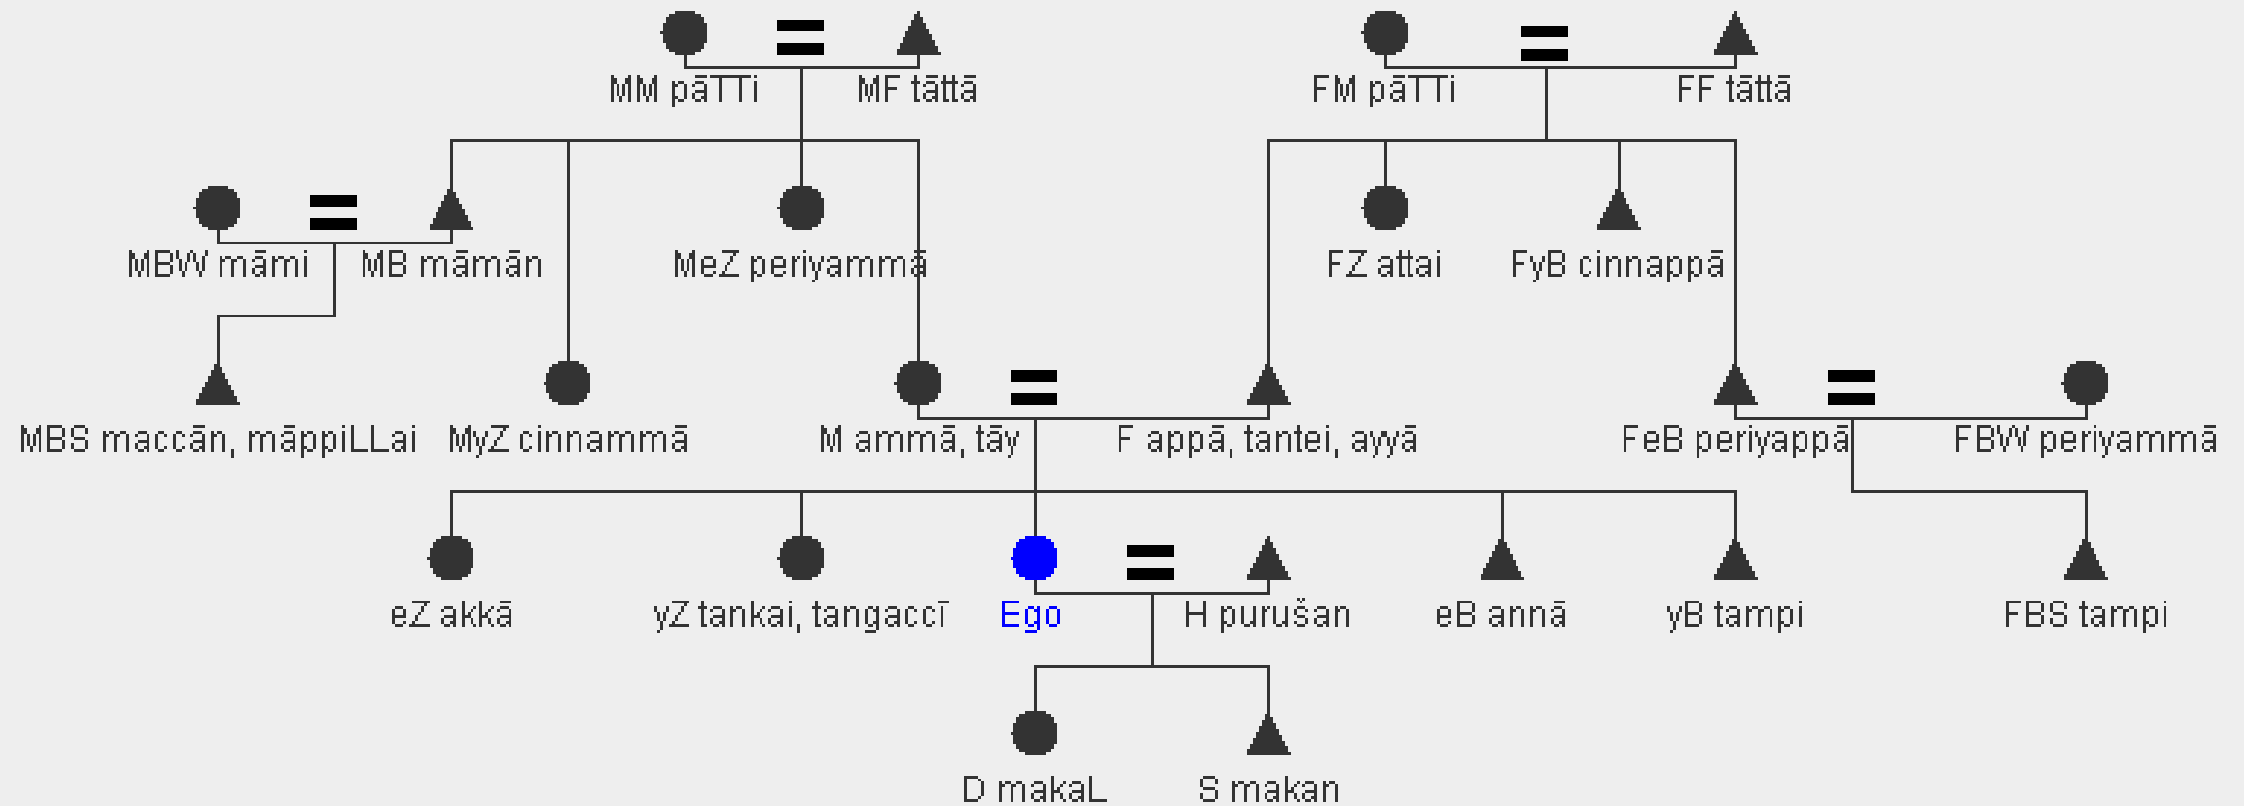 MM pāTTi MF tāttā FM pāTTi FF tāttā
MBW māmi MB māmān MeZ periyammā FZ attai FyB cinnappā
MBS maccān, māppiLLai MyZ cinnammā M ammā, tāy F appā, tantei, ayyā FeB periyappā FBW periyammā
eZ akkā yZ tankai, tangaccī Ego H purušan eB annā yB tampi FBS tampi
D makaL S makan